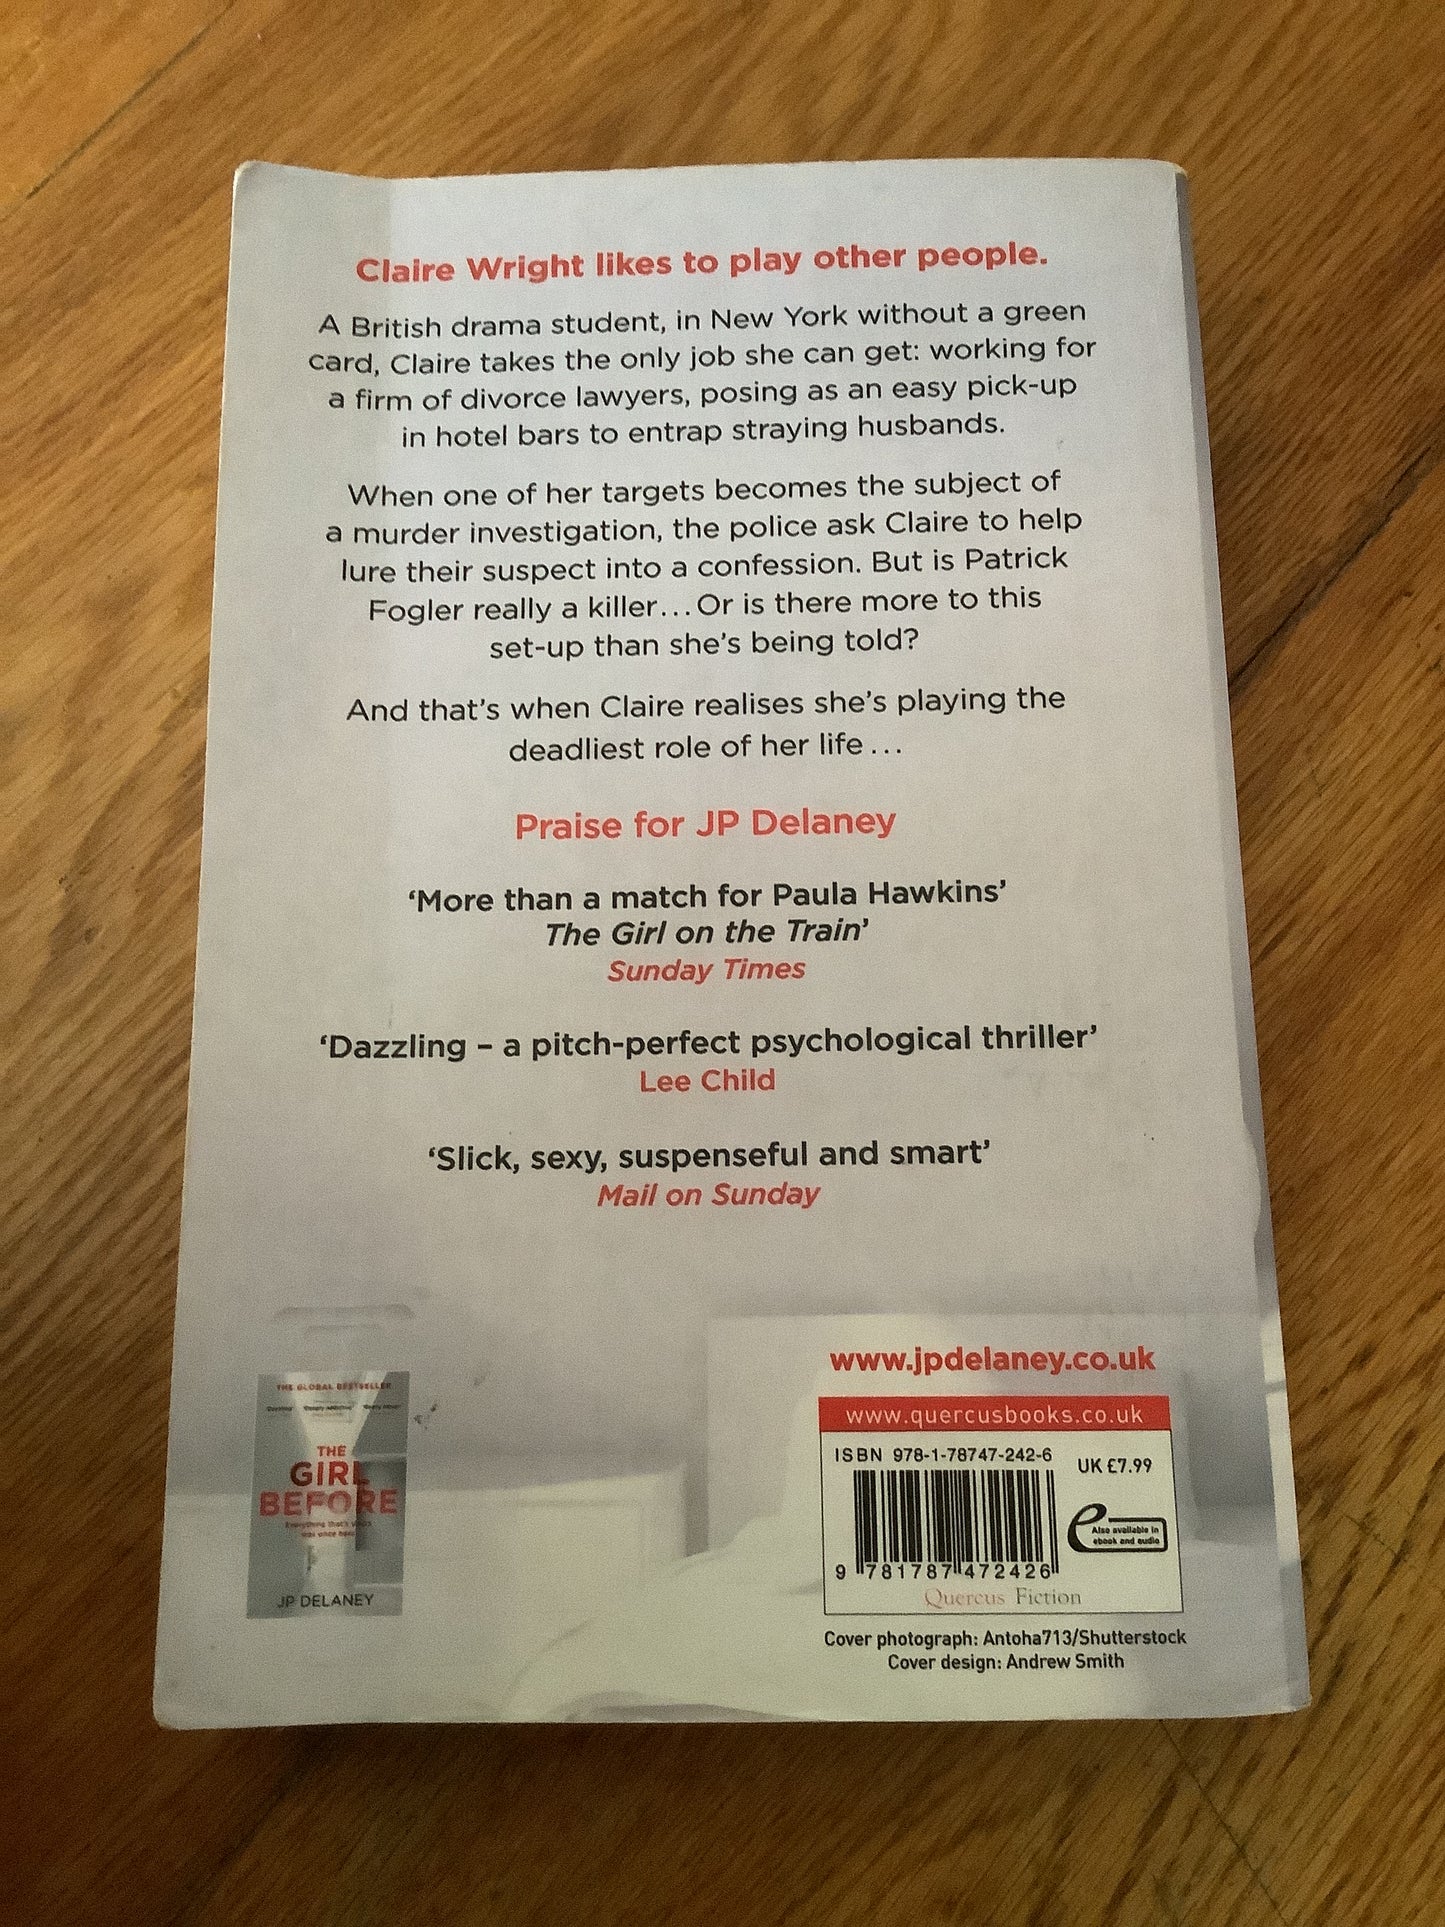 Claire Wright likes to play other people.
A British drama student, in New York without a green
card, Claire takes the only job she can get: working for
a firm of divorce lawyers, posing as an easy pick-up
in hotel bars to entrap straying husbands.
When one of her targets becomes the subject of
a murder investigation, the police ask Claire to help
lure their suspect into a confession. But is Patrick
Fogler really a killer... Or is there more to this
set-up than she's being told?
And that's when Claire realises she's playing the
deadliest role of her life...
Praise for JP Delaney
‘More than a match for Paula Hawkins’
The Girl on the Train’
Sunday Times
‘Dazzling – a pitch-perfect psychological thriller’
Lee Child
‘Slick, sexy, suspenseful and smart’
Mail on Sunday
THE GLOBAL BESTSELLER
THE
GIRL
BEFORE
JP DELANEY
www.jpdelaney.co.uk
www.quercusbooks.co.uk
ISBN 978-1-78747-242-6
UK £7.99
e
Also available in
ebook and audio
9 781787 472426
Quercus Fiction
Cover photograph: Antoha713/Shutterstock
Cover design: Andrew Smith